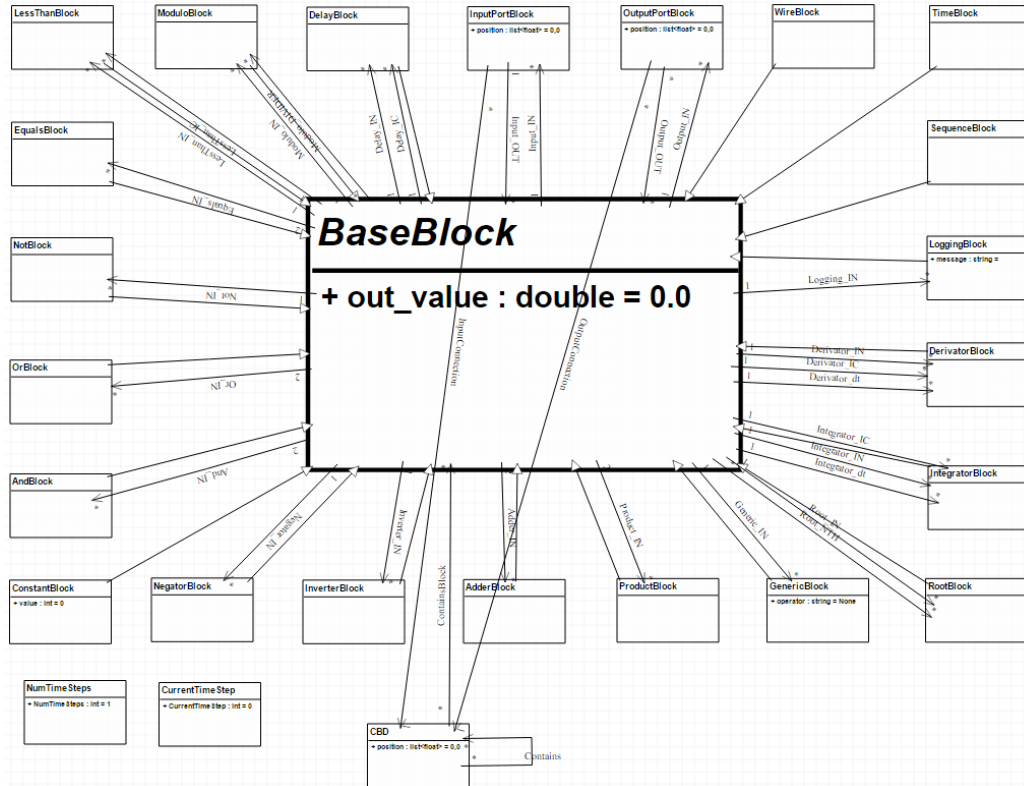 LessThanBlock
ModuloBlock
DelayBlock
InputPortBlock
+ position : list<float> = 0,0
OutputPortBlock
+ position : list<float> = 0,0
WireBlock
TimeBlock
EqualsBlock
SequenceBlock
LessThan_IC
LessThan_IN
Modulo_DIVIDER
Modulo_IN
Delay_IN
Delay_IC
Input_OUT
Input_IN
Output_OUT
Output_IN
Equals_IN
NotBlock
Not_IN
BaseBlock
+ out_value : double = 0.0
LoggingBlock
+ message : string =
Logging_IN
InputConnection
OutputConnection
OrBlock
Or_IN
Derivator_IN
Derivator_IC
Derivator_dt
DerivatorBlock
AndBlock
And_IN
Integrator_IC
Integrator_IN
Integrator_dt
IntegratorBlock
Negator_IN
Inverter_IN
Adder_IN
Product_IN
Generic_IN
Root_IN
Root_NTH
ContainsBlock
ConstantBlock
+ value : int = 0
NegatorBlock
InverterBlock
AdderBlock
ProductBlock
GenericBlock
+ operator : string = None
RootBlock
NumTimeSteps
+ NumTimeSteps : int = 1
CurrentTimeStep
+ CurrentTimeStep : int = 0
CBD
+ position : list<float> = 0,0
Contains